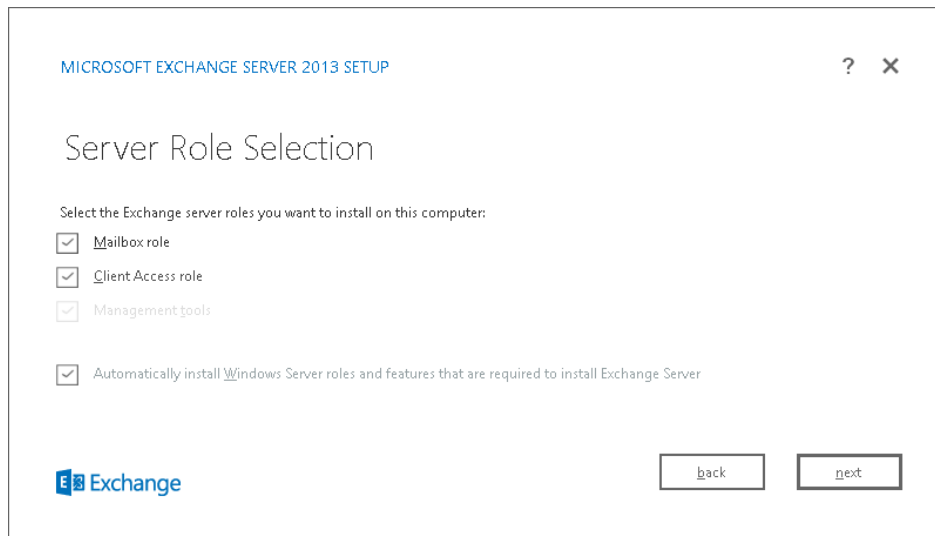 MICROSOFT EXCHANGE SERVER 2013 SETUP
?
Server Role Selection
Select the Exchange server roles you want to install on this computer:
Mailbox role
Client Access role
Management tools
Automatically install Windows Server roles and features that are required to install Exchange Server
Exchange
back
next